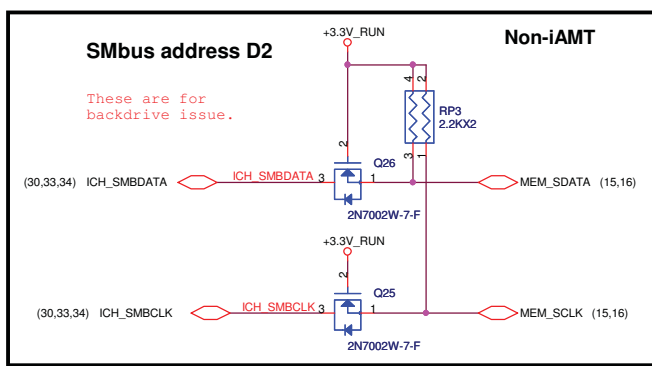 SMbus address D2
+3.3V_RUN
Non-iAMT
These are for
backdrive issue.
4
2
RP3
2.2KX2
3
1
2
Q26
(30,33,34) ICH_SMBDATA
ICH_SMBDATA
3
1
MEM_SDATA (15,16)
2N7002W-7-F
+3.3V_RUN
2
Q25
(30,33,34) ICH_SMBCLK
ICH_SMBCLK
3
1
MEM_SCLK (15,16)
2N7002W-7-F